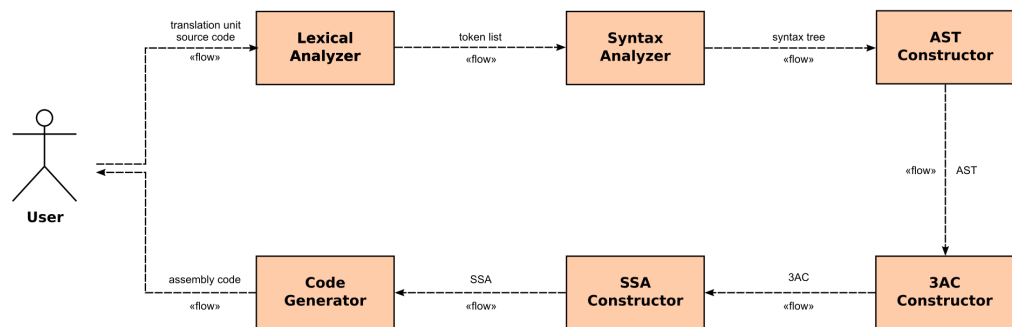 translation unit
source code
«flow»
Lexical
Analyzer
token list
«flow»
Syntax
Analyzer
syntax tree
«flow»
AST
Constructor
«flow»
AST
User
assembly code
«flow»
Code
Generator
SSA
«flow»
SSA
Constructor
3AC
«flow»
3AC
Constructor